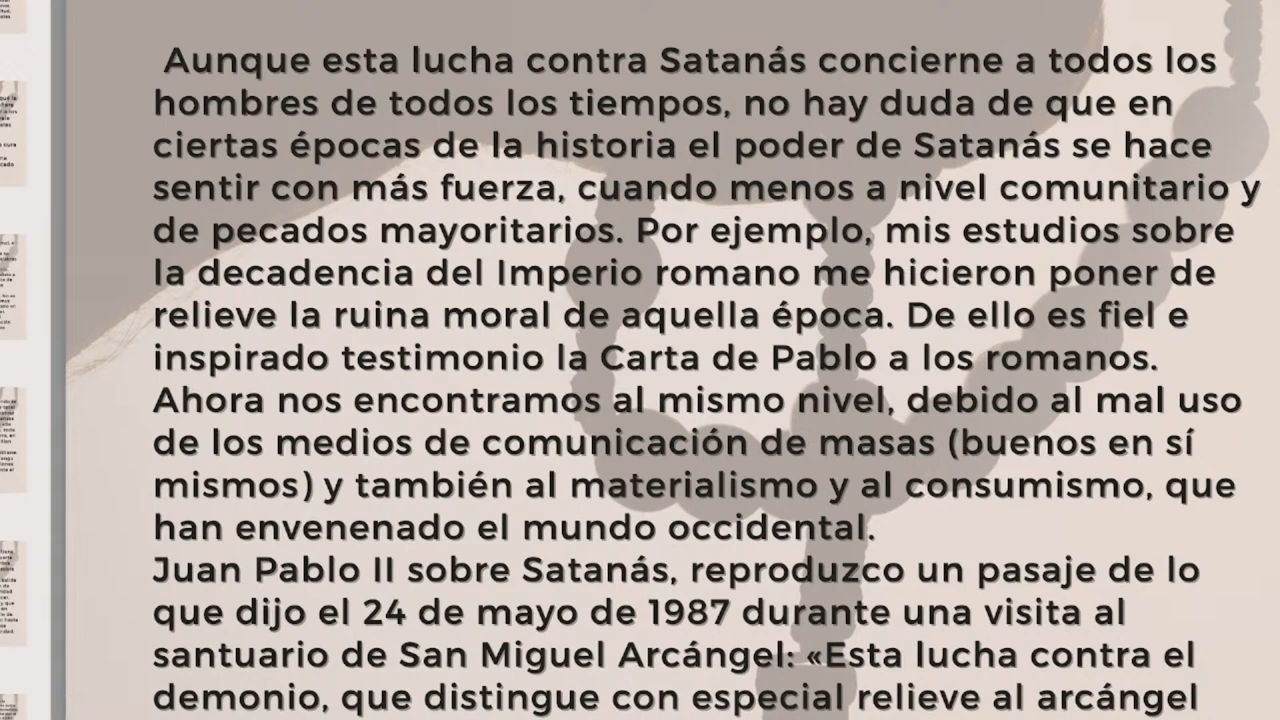 Aunque esta lucha contra Satanás concierne a todos los
hombres de todos los tiempos, no hay duda de que en
ciertas épocas de la historia el poder de Satanás se hace
sentir con más fuerza, cuando menos a nivel comunitario y
de pecados mayoritarios. Por ejemplo, mis estudios sobre
la decadencia del Imperio romano me hicieron poner de
relieve la ruina moral de aquella época. De ello es fiel e
inspirado testimonio la Carta de Pablo a los romanos.
Ahora nos encontramos al mismo nivel, debido al mal uso
de los medios de comunicación de masas (buenos en sí
mismos) y también al materialismo y al consumismo, que
han envenenado el mundo occidental.
Juan Pablo II sobre Satanás, reproduzco un pasaje de lo
que dijo el 24 de mayo de 1987 durante una visita al
santuario de San Miguel Arcángel: «Esta lucha contra el
demonio, que distingue con especial relieve al arcángel